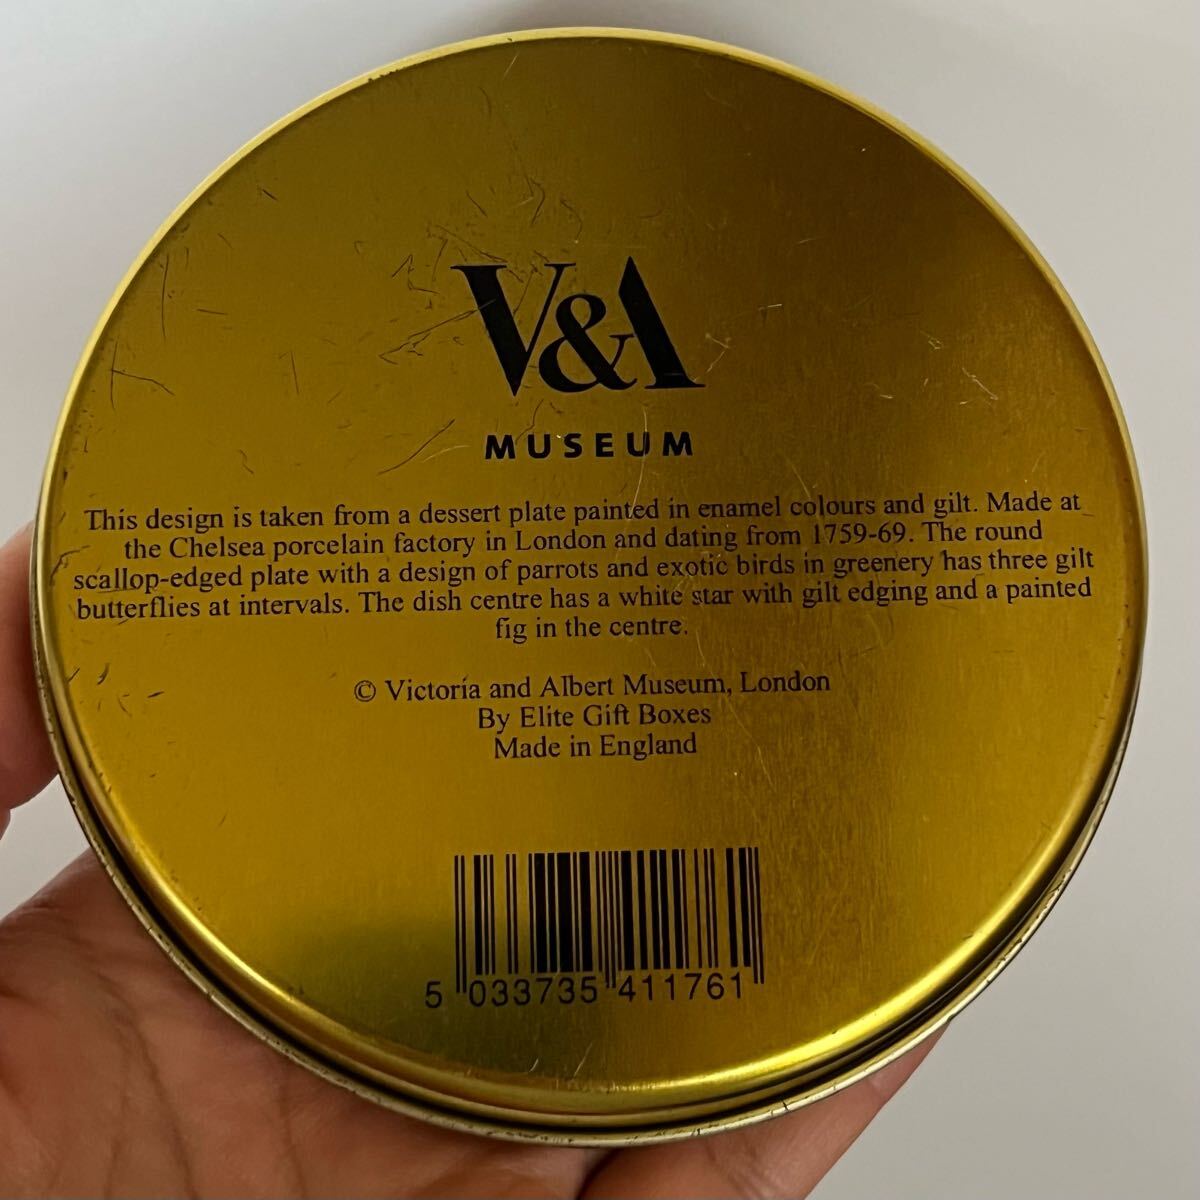 V&A
MUSEUM
This design is taken from a dessert plate painted in enamel colours and gilt. Made at
the Chelsea porcelain factory in London and dating from 1759-69. The round
scallop-edged plate with a design of parrots and exotic birds in greenery has three gilt
butterflies at intervals. The dish centre has a white star with gilt edging and a painted
fig in the centre.
© Victoria and Albert Museum, London
By Elite Gift Boxes
Made in England
5 033735 411761